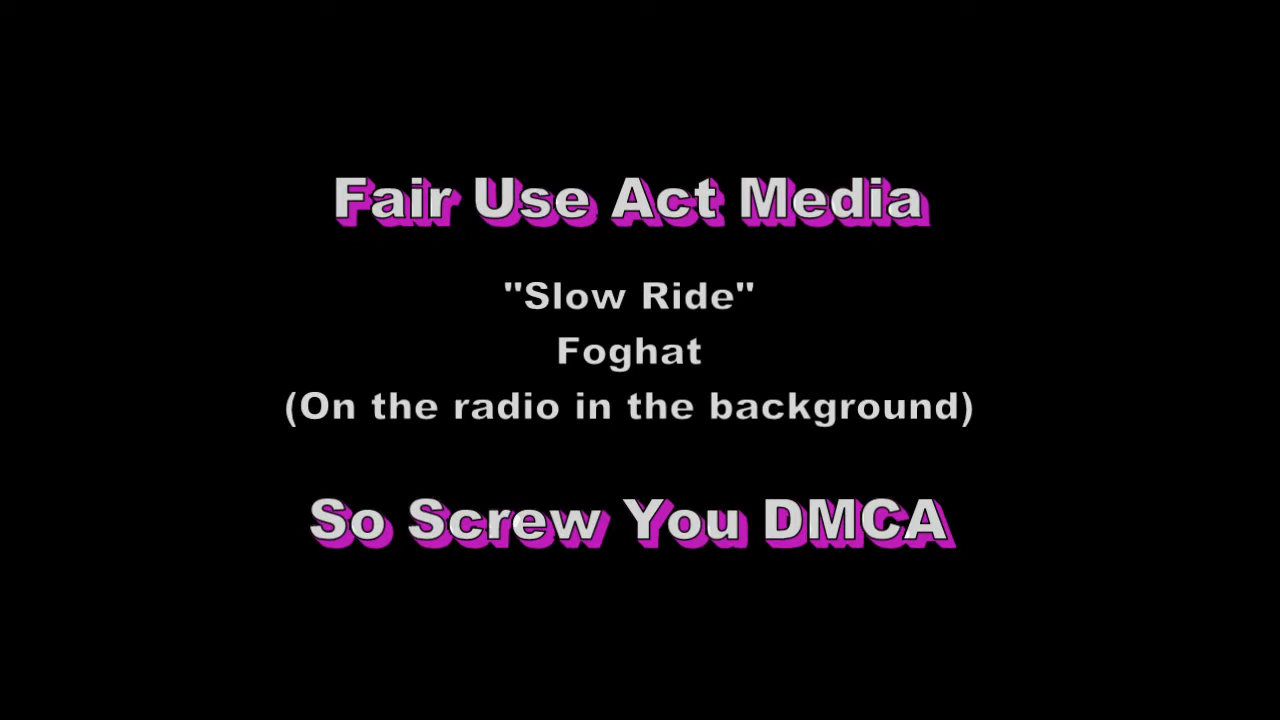 Fair Use Act Media
"Slow Ride"
Foghat
(On the radio in the background)
So Screw You DMCA